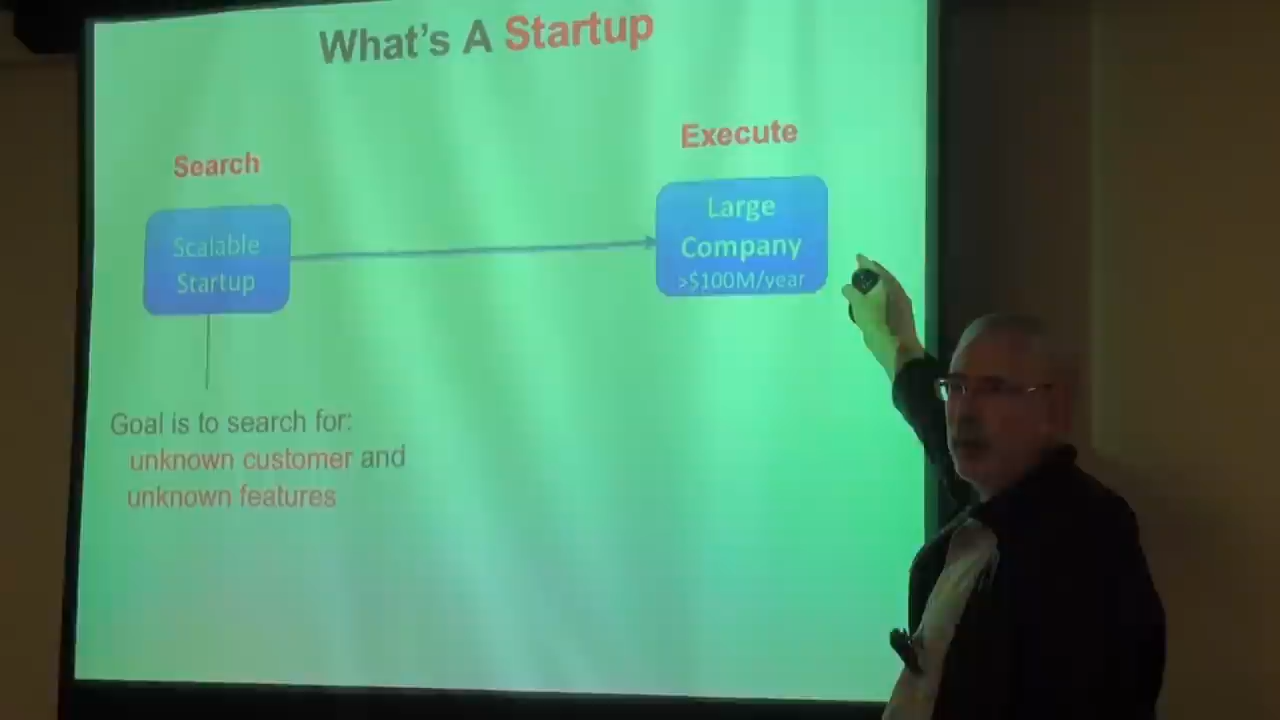 What's A Startup
Search
Execute
Scalable
Startup
Large
Company
>$100M/year
Goal is to search for:
unknown customer and
unknown features